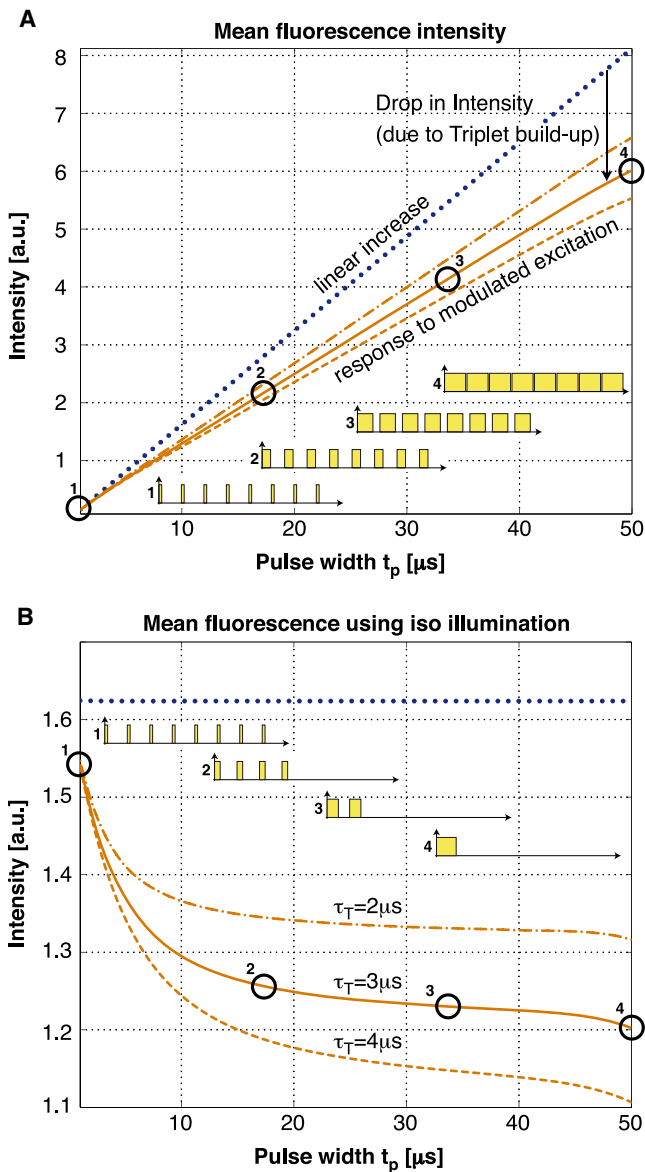 A
Mean fluorescence intensity
8
7
6
5
4
3
2
1
Intensity [a.u.]
Drop in Intensity
(due to Triplet build-up)
linear increase
response to modulated excitation
1
2
3
4
4
3
2
1
10
20
30
40
50
Pulse width tp [μs]
B
Mean fluorescence using iso illumination
1.6
1.5
1.4
1.3
1.2
1.1
Intensity [a.u.]
1
1
2
3
4
τT=2μs
τT=3μs
τT=4μs
2
3
4
10
20
30
40
50
Pulse width tp [μs]